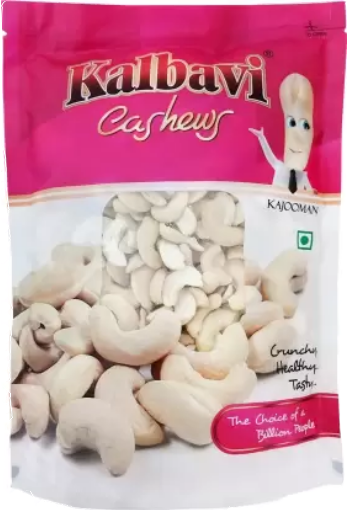 Kalbavi®
Cashews
KAJOOMAN
Crunchy
Healthy
Tasty
The Choice of a
Billion People